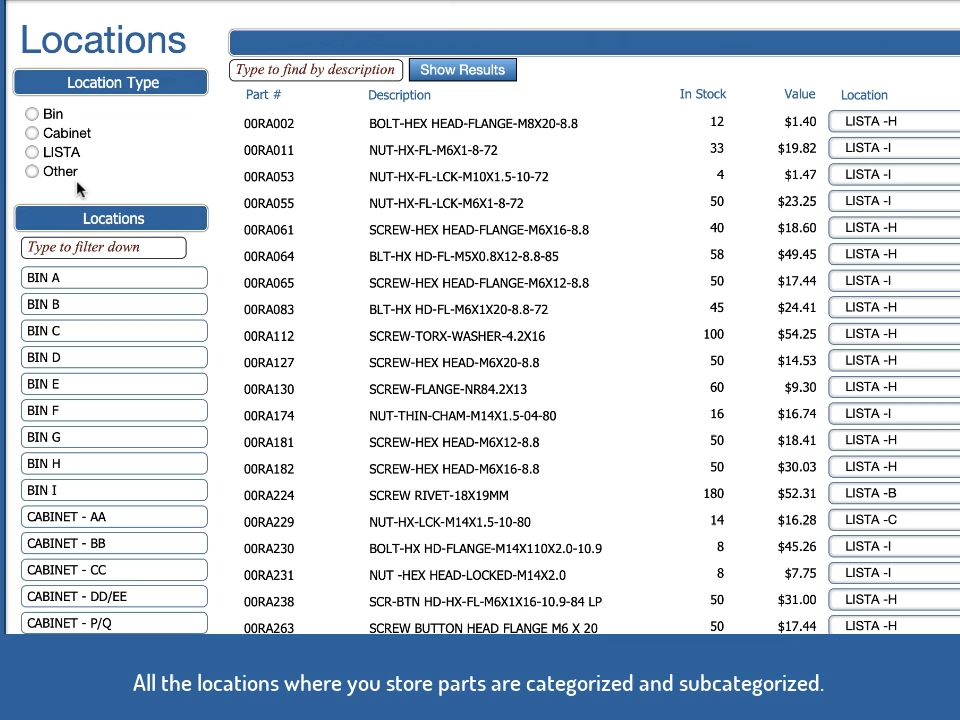 Locations
Location Type
Bin
Cabinet
LISTA
Other
Locations
Type to filter down
BIN A
BIN B
BIN C
BIN D
BIN E
BIN F
BIN G
BIN H
BIN I
CABINET - AA
CABINET - BB
CABINET - CC
CABINET - DD/EE
CABINET - P/Q
Type to find by description Show Results
Part # Description In Stock Value Location
00RA002 BOLT-HEX HEAD-FLANGE-M8X20-8.8 12 $1.40 LISTA -H
00RA011 NUT-HX-FL-M6X1-8-72 33 $19.82 LISTA -I
00RA053 NUT-HX-FL-LCK-M10X1.5-10-72 4 $1.47 LISTA -I
00RA055 NUT-HX-FL-LCK-M6X1-8-72 50 $23.25 LISTA -I
00RA061 SCREW-HEX HEAD-FLANGE-M6X16-8.8 40 $18.60 LISTA -H
00RA064 BLT-HX HD-FL-M5X0.8X12-8.8-85 58 $49.45 LISTA -H
00RA065 SCREW-HEX HEAD-FLANGE-M6X12-8.8 50 $17.44 LISTA -I
00RA083 BLT-HX HD-FL-M6X1X20-8.8-72 45 $24.41 LISTA -H
00RA112 SCREW-TORX-WASHER-4.2X16 100 $54.25 LISTA -H
00RA127 SCREW-HEX HEAD-M6X20-8.8 50 $14.53 LISTA -H
00RA130 SCREW-FLANGE-NR84.2X13 60 $9.30 LISTA -H
00RA174 NUT-THIN-CHAM-M14X1.5-04-80 16 $16.74 LISTA -I
00RA181 SCREW-HEX HEAD-M6X12-8.8 50 $18.41 LISTA -H
00RA182 SCREW-HEX HEAD-M6X16-8.8 50 $30.03 LISTA -H
00RA224 SCREW RIVET-18X19MM 180 $52.31 LISTA -B
00RA229 NUT-HX-LCK-M14X1.5-10-80 14 $16.28 LISTA -C
00RA230 BOLT-HX HD-FLANGE-M14X110X2.0-10.9 8 $45.26 LISTA -I
00RA231 NUT -HEX HEAD-LOCKED-M14X2.0 8 $7.75 LISTA -I
00RA238 SCR-BTN HD-HX-FL-M6X1X16-10.9-84 LP 50 $31.00 LISTA -H
00RA263 SCREW BUTTON HEAD FLANGE M6 X 20 50 $17.44 LISTA -H
All the locations where you store parts are categorized and subcategorized.